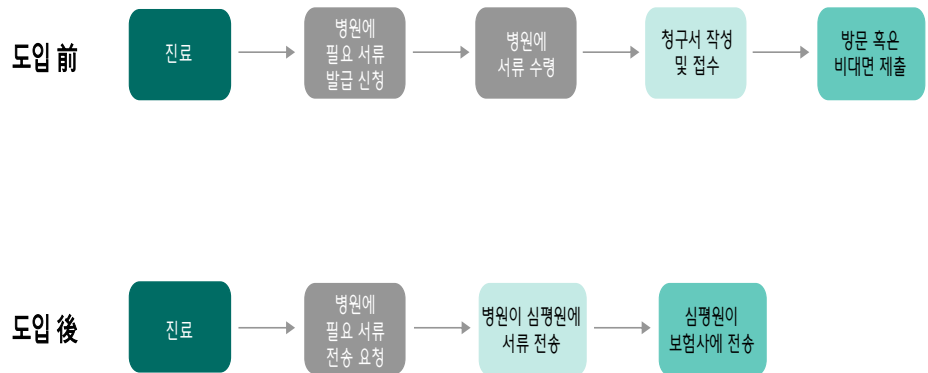 도입 前
진료
병원에
필요 서류
발급 신청
병원에
서류 수령
청구서 작성
및 접수
방문 혹은
비대면 제출
도입 後
진료
병원에
필요 서류
전송 요청
병원이 심평원에
서류 전송
심평원이
보험사에 전송